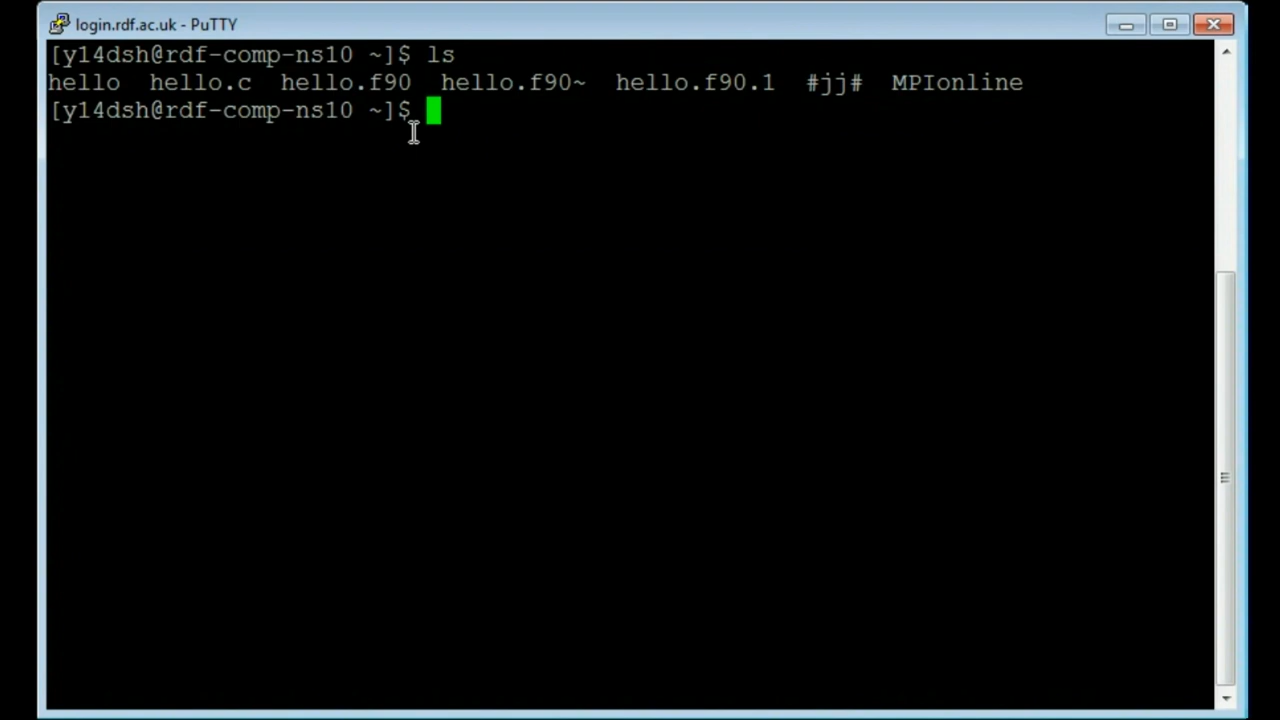 login.rdf.ac.uk - PuTTY
[y14dsh@rdf-comp-ns10 ~]$ ls
hello  hello.c  hello.f90  hello.f90~  hello.f90.1  #jj#  MPIonline
[y14dsh@rdf-comp-ns10 ~]$